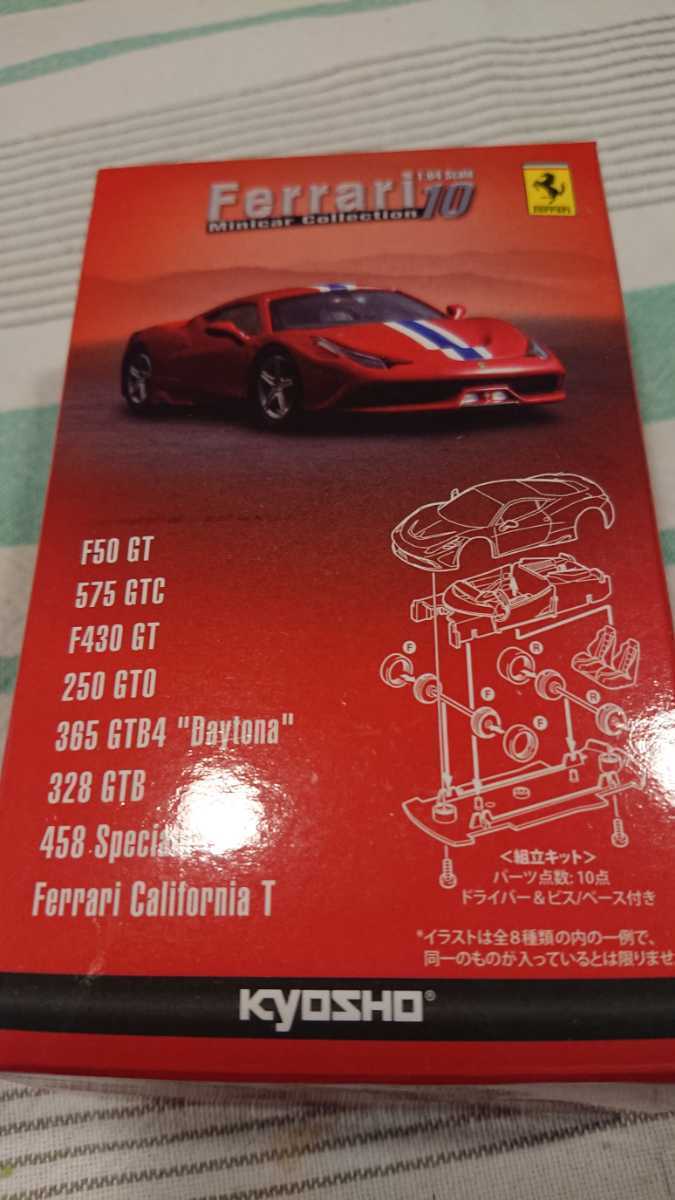 1:64 Scale
Ferrari 10
Minicar Collection
Ferrari
F50 GT
575 GTC
F430 GT
250 GTO
365 GTB4 "Daytona"
328 GTB
458
Ferrari California T
F
R
F
R
F
<組立キット>
パーツ点数:10点
ドライバー&ビス/ベース付き
*イラストは全8種類の内の一例で、
同一のものが入っているとは限りませ
KYOSHO®